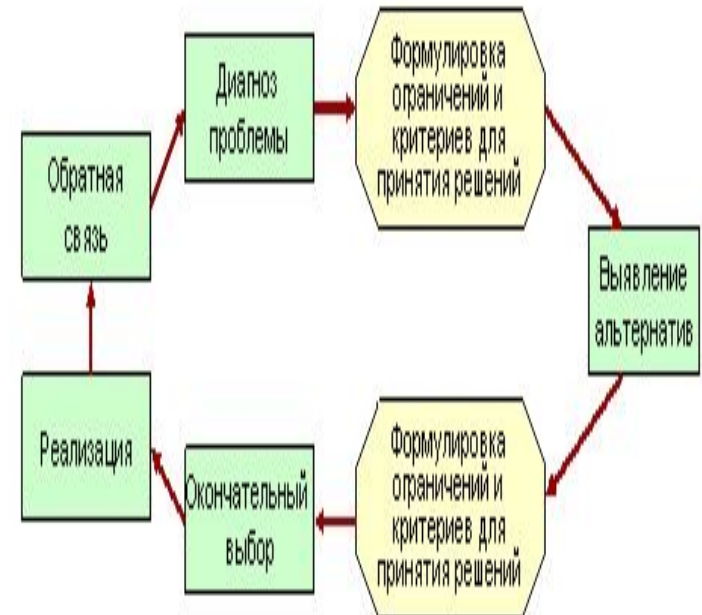 Диагноз
проблемы
Формулировка
ограничений и
критериев для
принятия решений
Выявление
альтернатив
Формулировка
ограничений и
критериев для
принятия решений
Окончательный
выбор
Реализация
Обратная
связь